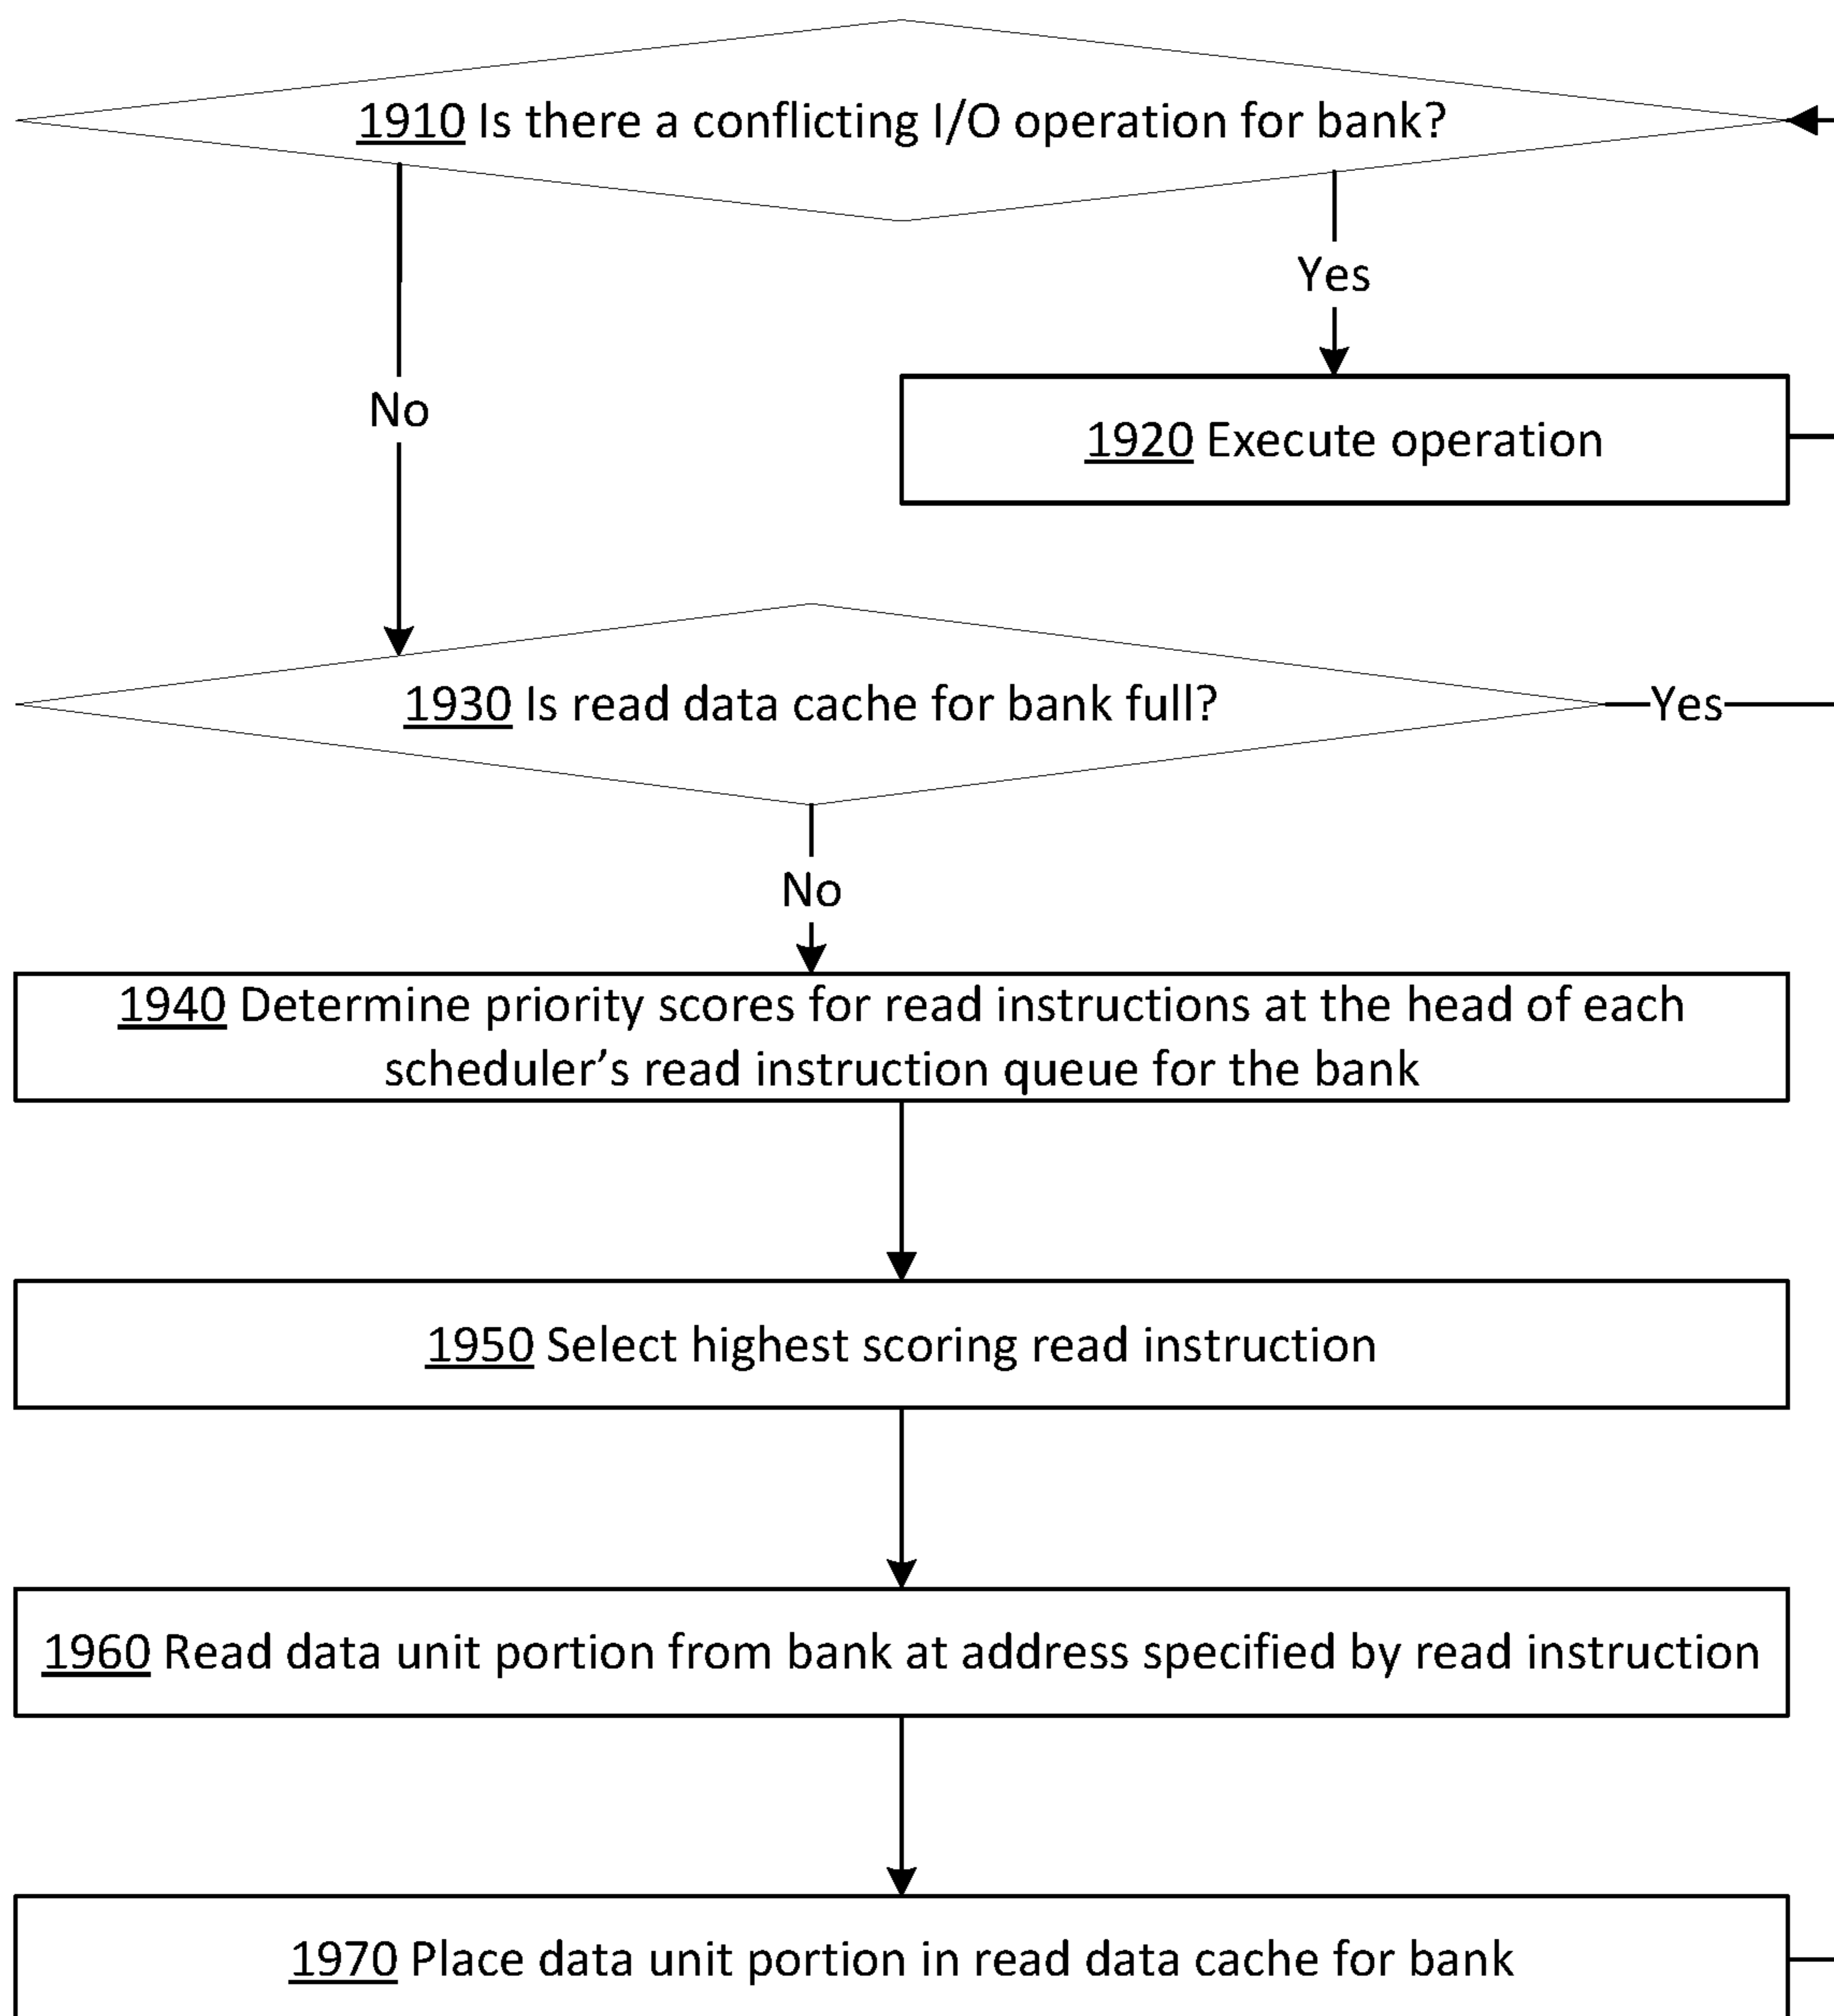 1910 Is there a conflicting I/O operation for bank?
Yes
No
1920 Execute operation
1930 Is read data cache for bank full?
Yes
No
1940 Determine priority scores for read instructions at the head of each
scheduler’s read instruction queue for the bank
1950 Select highest scoring read instruction
1960 Read data unit portion from bank at address specified by read instruction
1970 Place data unit portion in read data cache for bank